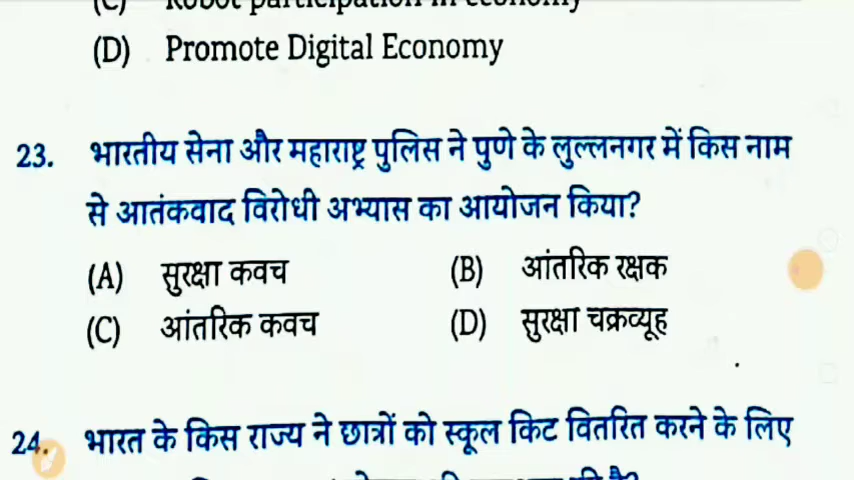 (D) Promote Digital Economy
23. भारतीय सेना और महाराष्ट्र पुलिस ने पुणे के लुल्लनगर में किस नाम
से आतंकवाद विरोधी अभ्यास का आयोजन किया?
(A) सुरक्षा कवच (B) आंतरिक रक्षक
(C) आंतरिक कवच (D) सुरक्षा चक्रव्यूह
24. भारत के किस राज्य ने छात्रों को स्कूल किट वितरित करने के लिए